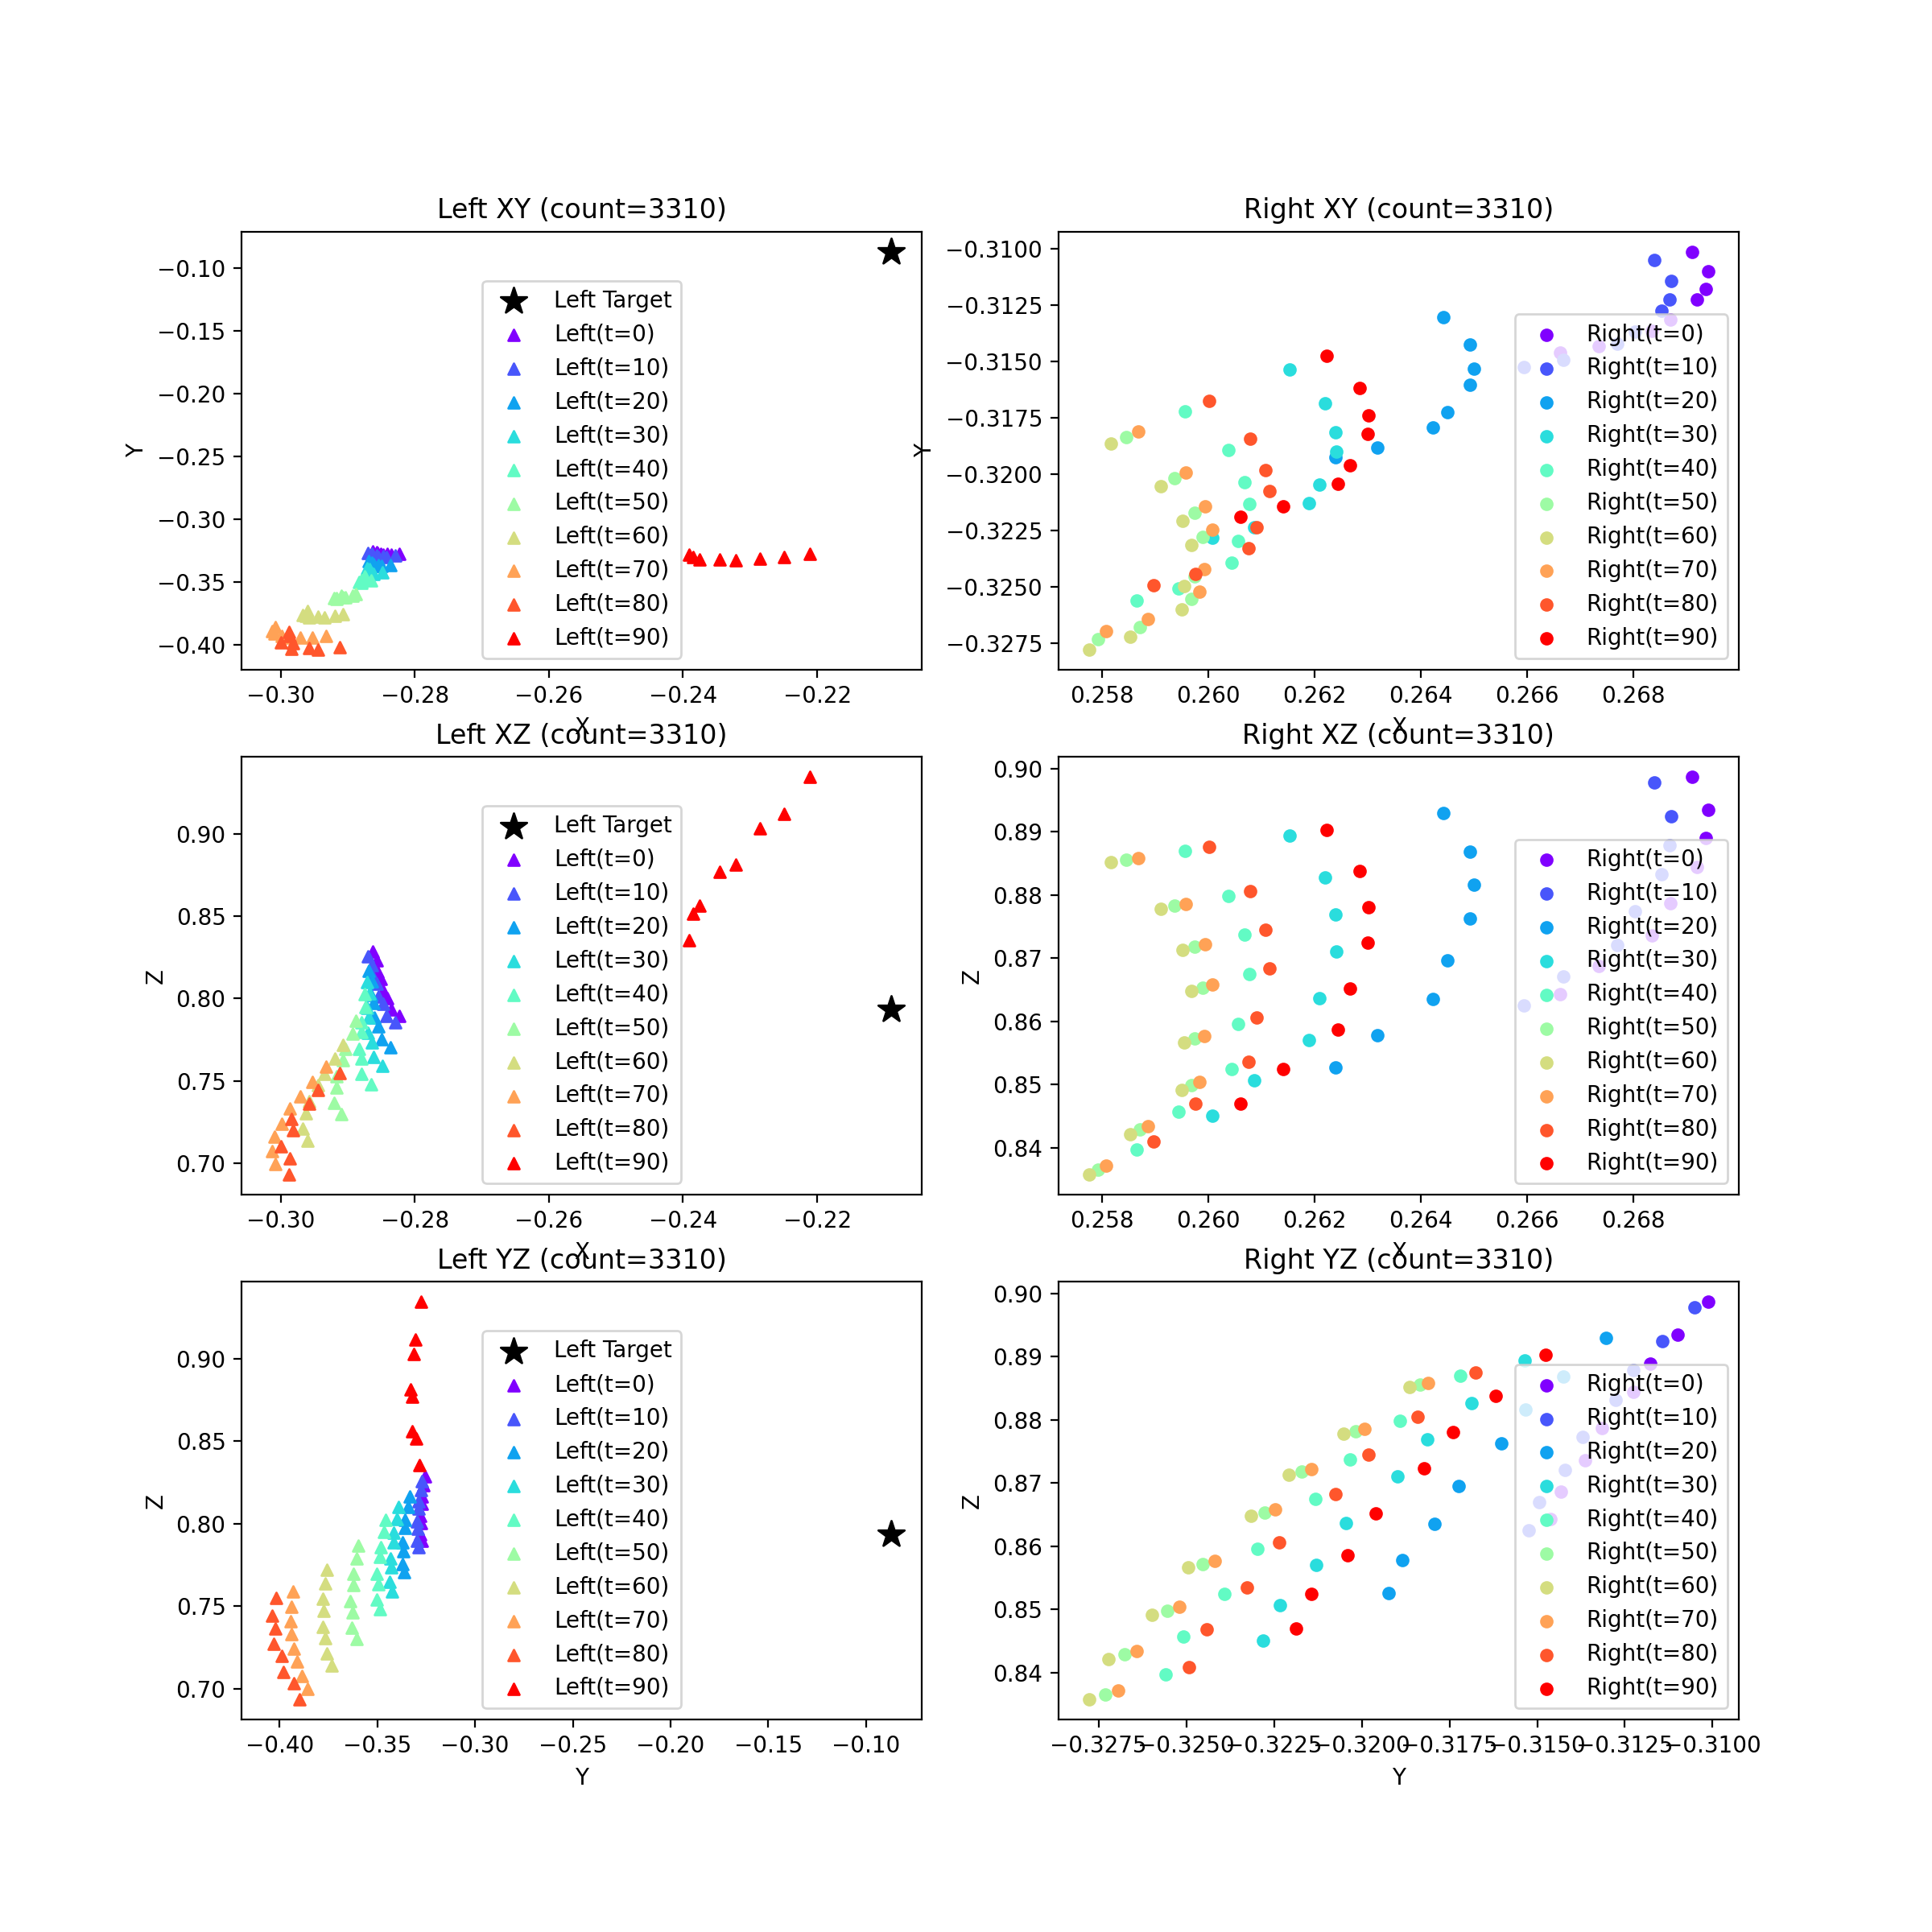 Left XY (count=3310)
Y
−0.10
−0.15
−0.20
−0.25
−0.30
−0.35
−0.40
Left Target
Left(t=0)
Left(t=10)
Left(t=20)
Left(t=30)
Left(t=40)
Left(t=50)
Left(t=60)
Left(t=70)
Left(t=80)
Left(t=90)
−0.30 −0.28 −0.26 −0.24 −0.22
X
Right XY (count=3310)
Y
−0.3100
−0.3125
−0.3150
−0.3175
−0.3200
−0.3225
−0.3250
−0.3275
Right(t=0)
Right(t=10)
Right(t=20)
Right(t=30)
Right(t=40)
Right(t=50)
Right(t=60)
Right(t=70)
Right(t=80)
Right(t=90)
0.258 0.260 0.262 0.264 0.266 0.268
X
Left XZ (count=3310)
Z
0.90
0.85
0.80
0.75
0.70
Left Target
Left(t=0)
Left(t=10)
Left(t=20)
Left(t=30)
Left(t=40)
Left(t=50)
Left(t=60)
Left(t=70)
Left(t=80)
Left(t=90)
−0.30 −0.28 −0.26 −0.24 −0.22
X
Right XZ (count=3310)
Z
0.90
0.89
0.88
0.87
0.86
0.85
0.84
Right(t=0)
Right(t=10)
Right(t=20)
Right(t=30)
Right(t=40)
Right(t=50)
Right(t=60)
Right(t=70)
Right(t=80)
Right(t=90)
0.258 0.260 0.262 0.264 0.266 0.268
X
Left YZ (count=3310)
Z
0.90
0.85
0.80
0.75
0.70
Left Target
Left(t=0)
Left(t=10)
Left(t=20)
Left(t=30)
Left(t=40)
Left(t=50)
Left(t=60)
Left(t=70)
Left(t=80)
Left(t=90)
−0.40 −0.35 −0.30 −0.25 −0.20 −0.15 −0.10
Y
Right YZ (count=3310)
Z
0.90
0.89
0.88
0.87
0.86
0.85
0.84
Right(t=0)
Right(t=10)
Right(t=20)
Right(t=30)
Right(t=40)
Right(t=50)
Right(t=60)
Right(t=70)
Right(t=80)
Right(t=90)
−0.3275 −0.3250 −0.3225 −0.3200 −0.3175 −0.3150 −0.3125 −0.3100
Y